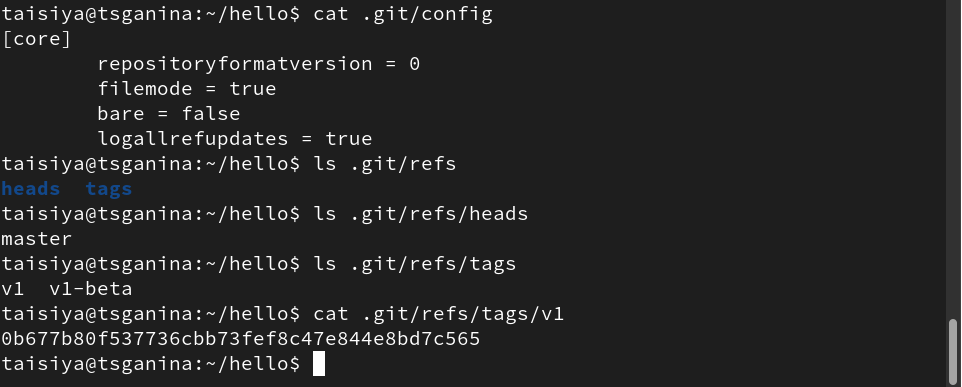 taisiya@tsganina:~/hello$ cat .git/config
[core]
        repositoryformatversion = 0
        filemode = true
        bare = false
        logallrefupdates = true
taisiya@tsganina:~/hello$ ls .git/refs
heads  tags
taisiya@tsganina:~/hello$ ls .git/refs/heads
master
taisiya@tsganina:~/hello$ ls .git/refs/tags
v1  v1-beta
taisiya@tsganina:~/hello$ cat .git/refs/tags/v1
0b677b80f537736cbb73fef8c47e844e8bd7c565
taisiya@tsganina:~/hello$